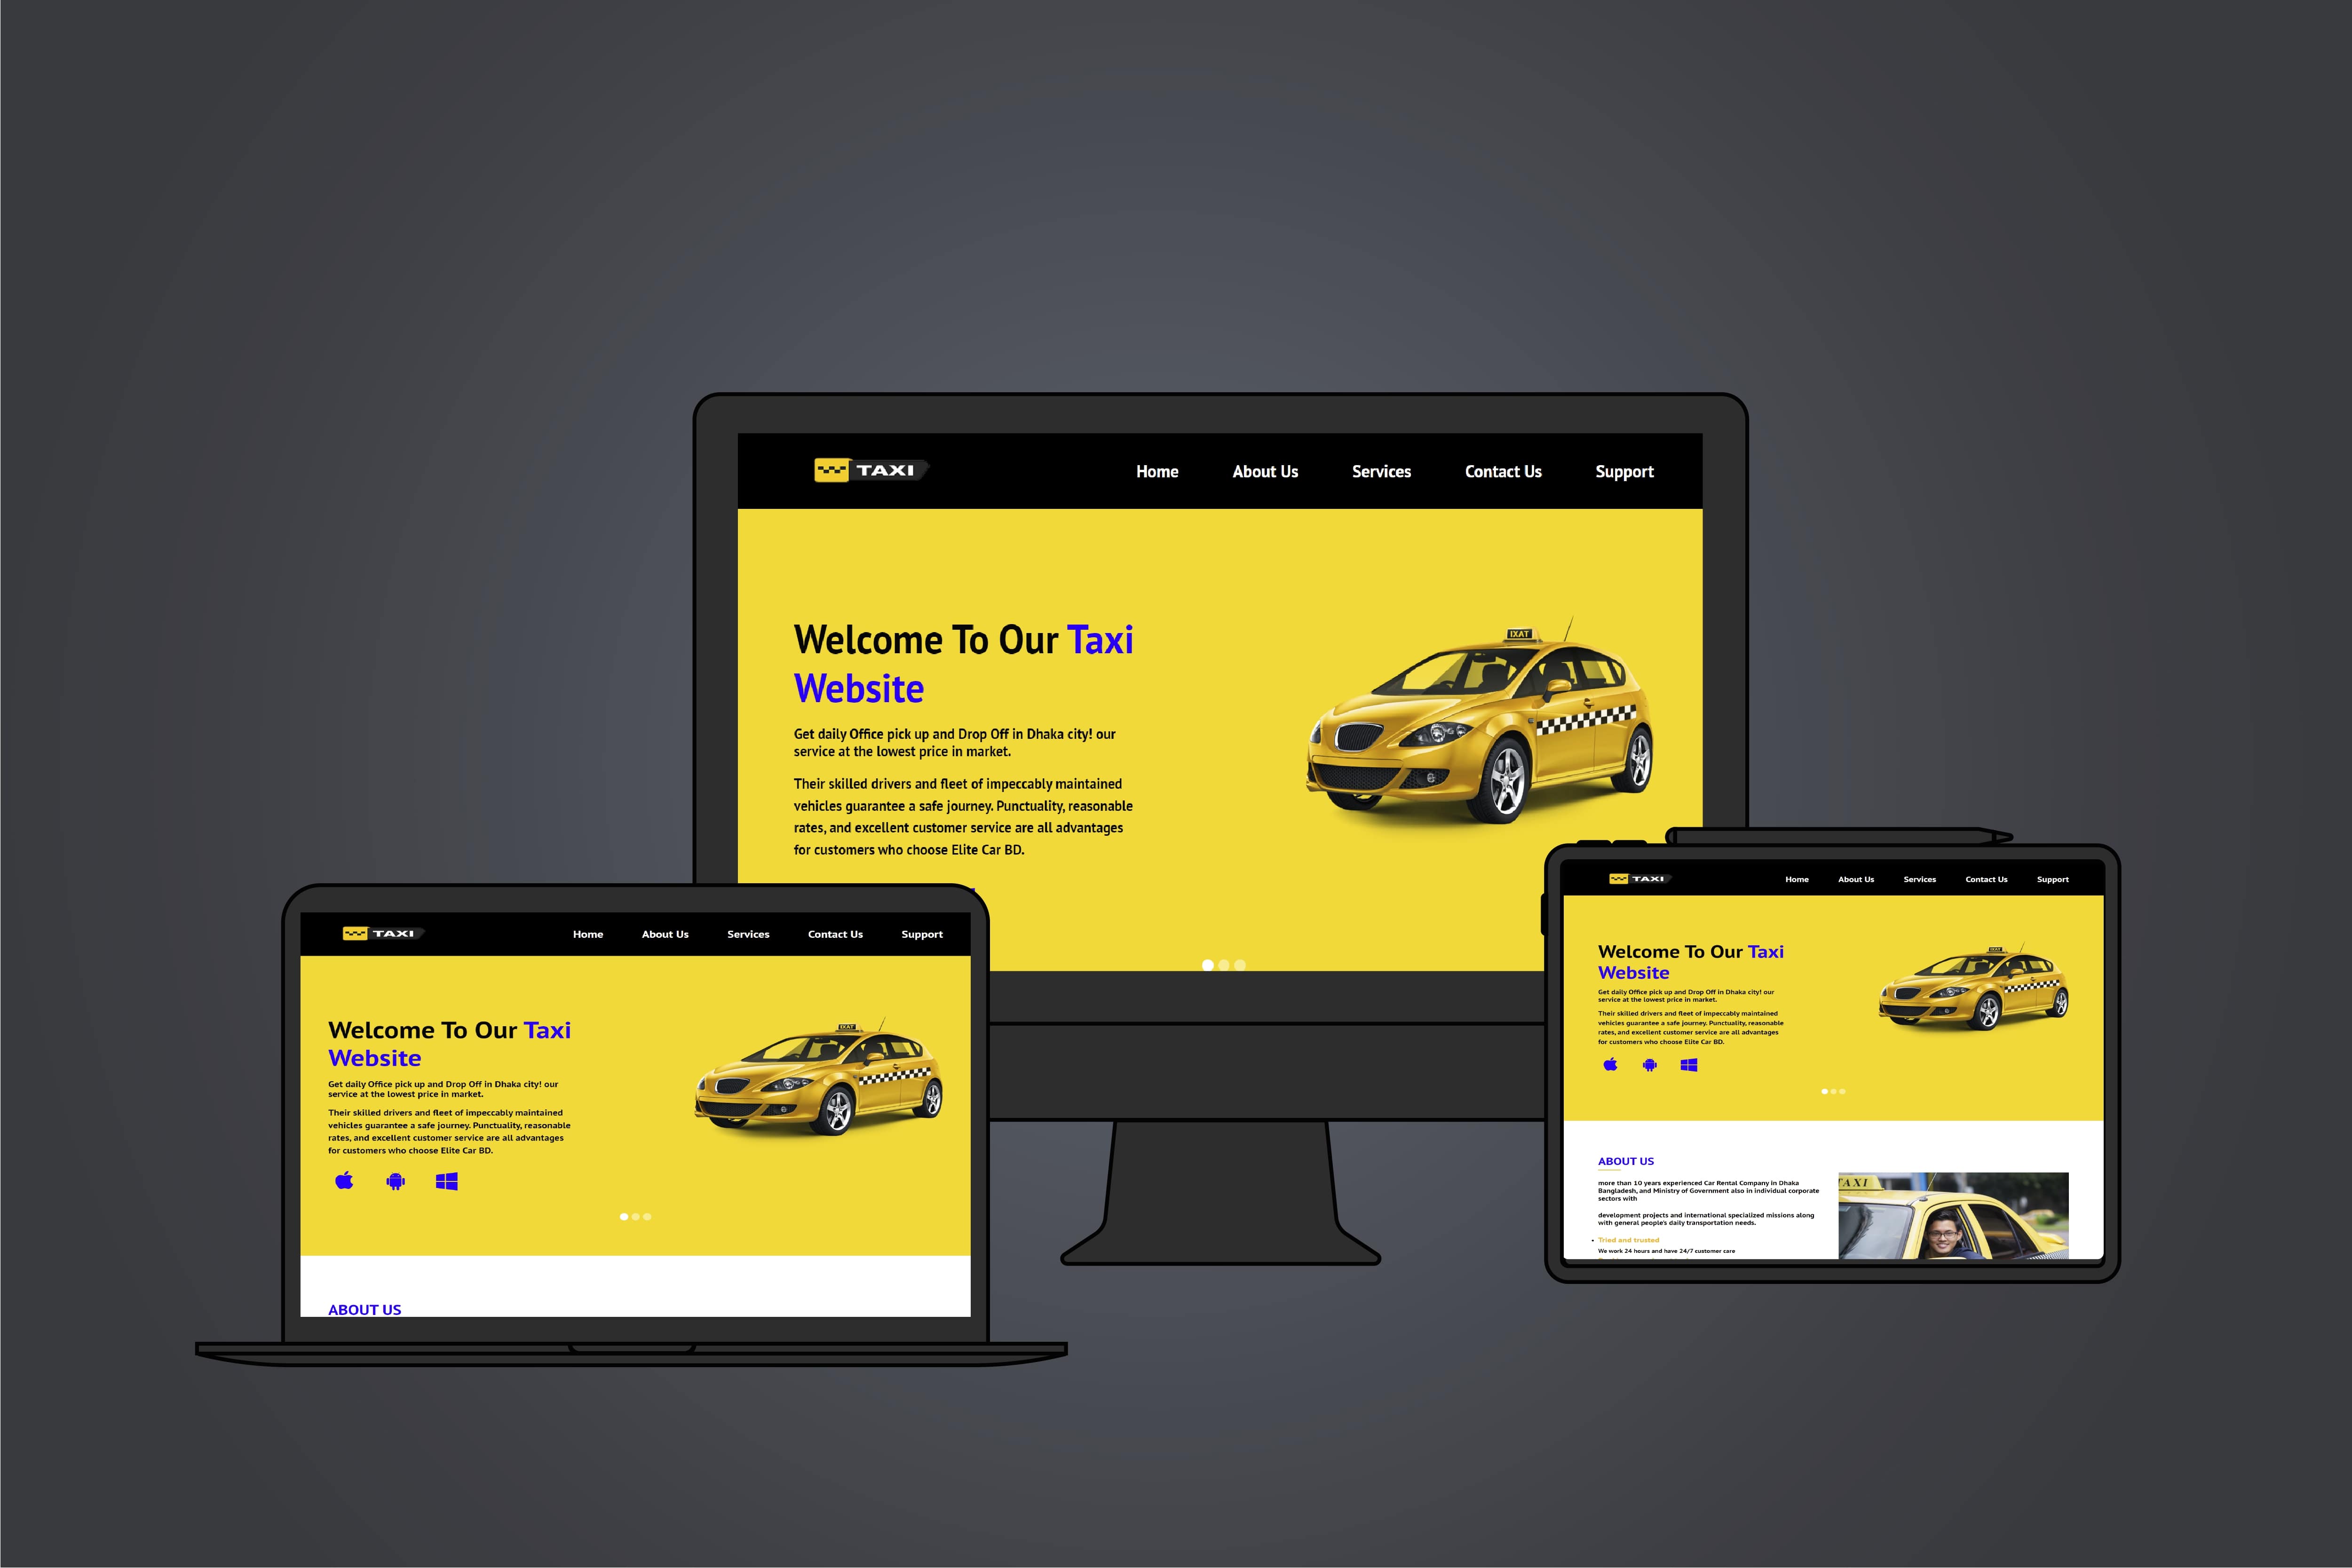 TAXI
Home About Us Services Contact Us Support
IXAT
Welcome To Our Taxi
Website
Get daily Office pick up and Drop Off in Dhaka city! our
service at the lowest price in market.
Their skilled drivers and fleet of impeccably maintained
vehicles guarantee a safe journey. Punctuality, reasonable
rates, and excellent customer service are all advantages
for customers who choose Elite Car BD.
TAXI
Home About Us Services Contact Us Support
IXAT
Welcome To Our Taxi
Website
Get daily Office pick up and Drop Off in Dhaka city! our
service at the lowest price in market.
Their skilled drivers and fleet of impeccably maintained
vehicles guarantee a safe journey. Punctuality, reasonable
rates, and excellent customer service are all advantages
for customers who choose Elite Car BD.
ABOUT US
TAXI
Home About Us Services Contact Us Support
IXAT
Welcome To Our Taxi
Website
Get daily Office pick up and Drop Off in Dhaka city! our
service at the lowest price in market.
Their skilled drivers and fleet of impeccably maintained
vehicles guarantee a safe journey. Punctuality, reasonable
rates, and excellent customer service are all advantages
for customers who choose Elite Car BD.
ABOUT US
more than 10 years experienced Car Rental Company in Dhaka
Bangladesh, and Ministry of Government also in individual corporate
sectors with
development projects and international specialized missions along
with general people's daily transportation needs.
Tried and trusted
We work 24 hours and have 24/7 customer care
TAXI